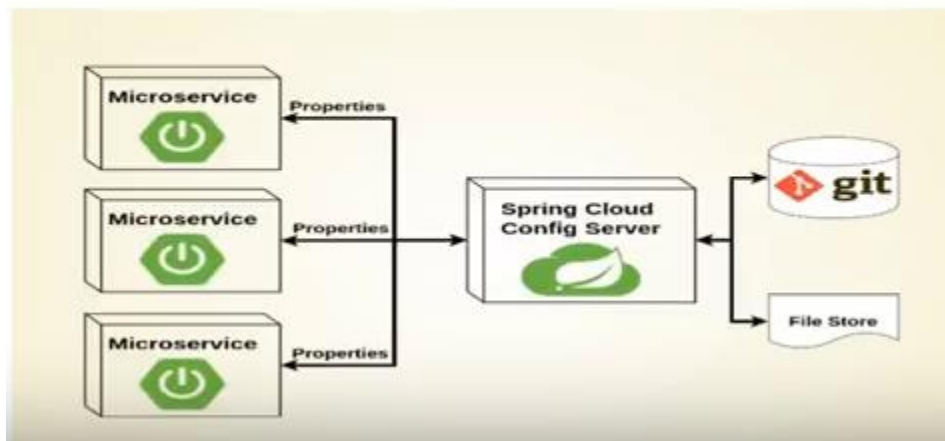 Microservice
Properties
Microservice
Properties
Microservice
Properties
Spring Cloud
Config Server
git
File Store